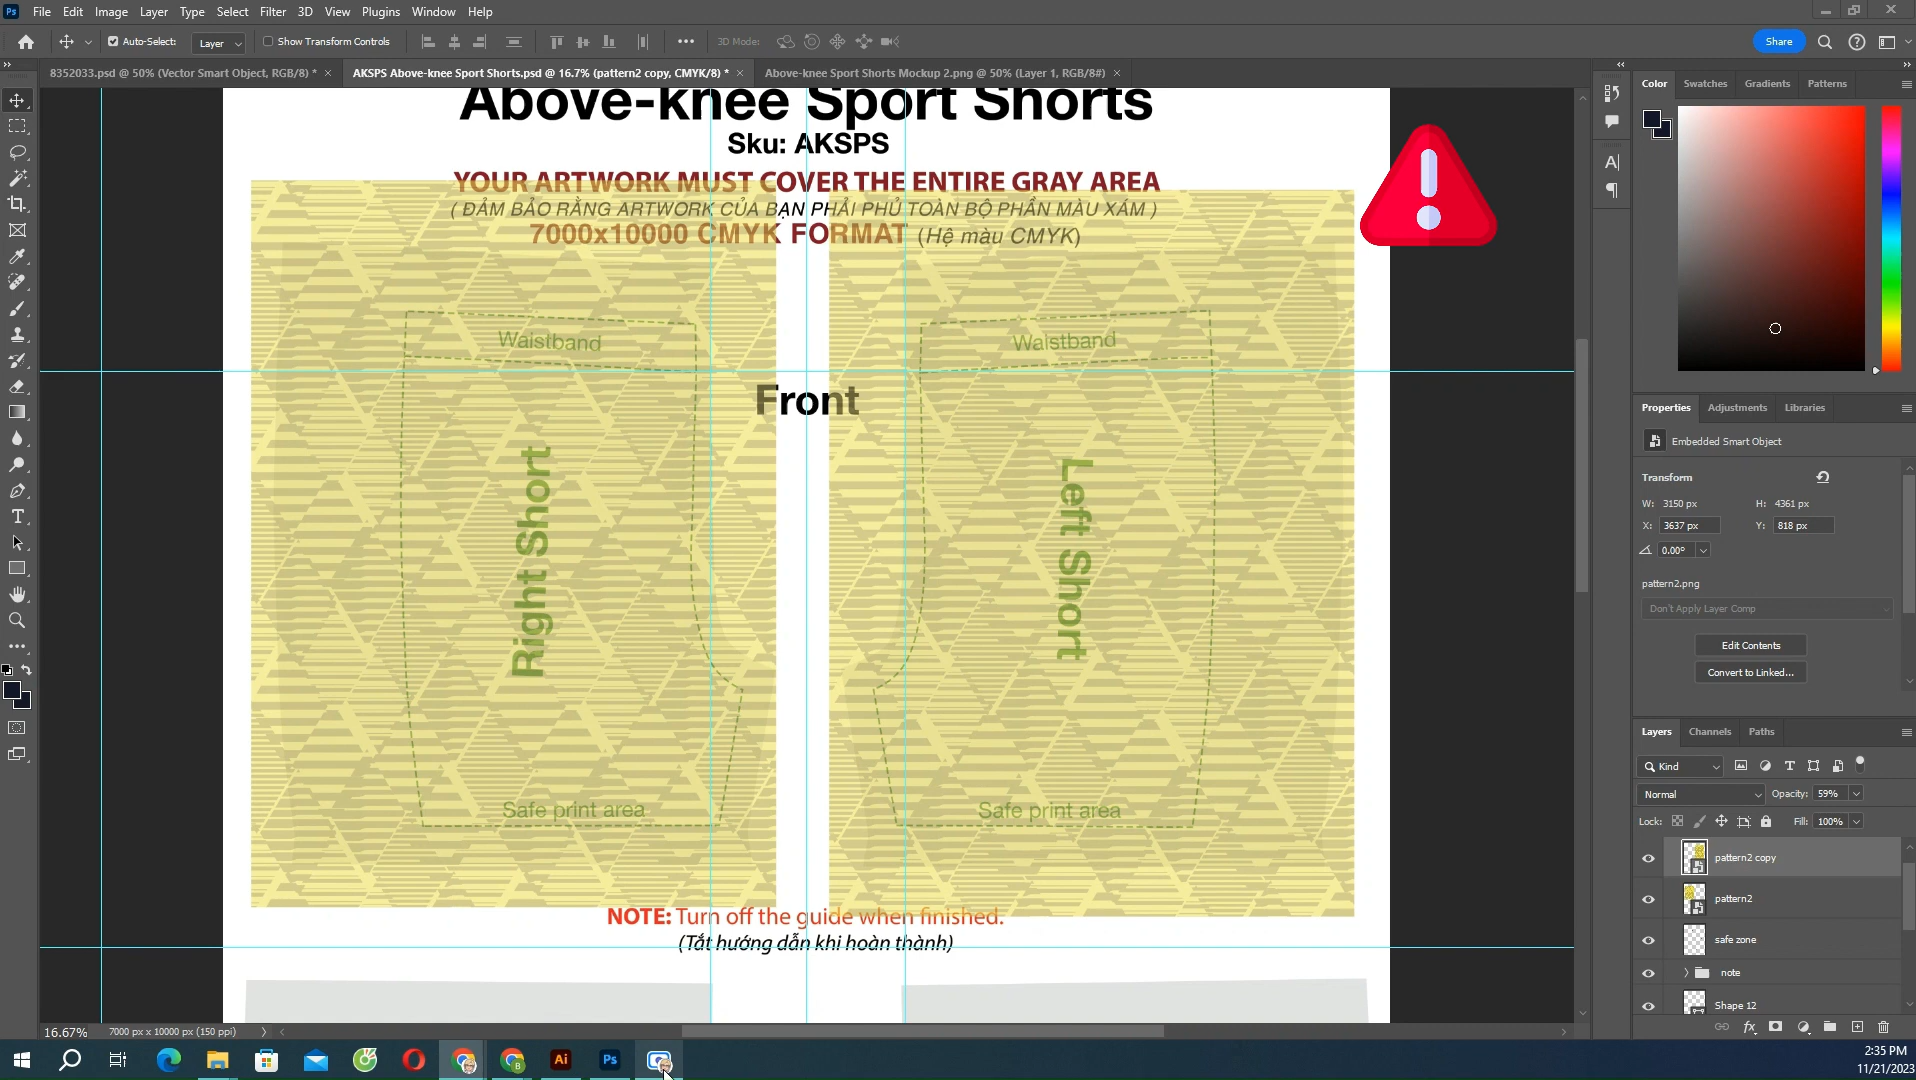 Ps File Edit Image Layer Type Select Filter 3D View Plugins Window Help
Auto-Select: Layer Show Transform Controls 3D Mode: Share
8352033.psd @ 50% (Vector Smart Object, RGB/8) * AKSPS Above-knee Sport Shorts.psd @ 16.7% (pattern2 copy, CMYK/8) * Above-knee Sport Shorts Mockup 2.png @ 50% (Layer 1, RGB/8#)
Above-knee Sport Shorts
Sku: AKSPS
YOUR ARTWORK MUST COVER THE ENTIRE GRAY AREA
( ĐẢM BẢO RẰNG ARTWORK CỦA BẠN PHẢI PHỦ TOÀN BỘ PHẦN MÀU XÁM )
7000x10000 CMYK FORMAT (Hệ màu CMYK)
Waistband
Waistband
Front
Right Short
Left Short
Safe print area
Safe print area
NOTE: Turn off the guide when finished.
(Tắt hướng dẫn khi hoàn thành)
Color Swatches Gradients Patterns
Properties Adjustments Libraries
Embedded Smart Object
Transform
W: 3150 px H: 4361 px
X: 3637 px Y: 818 px
0.00°
pattern2.png
Don't Apply Layer Comp
Edit Contents
Convert to Linked...
Layers Channels Paths
Kind
Normal Opacity: 59%
Lock: Fill: 100%
pattern2 copy
pattern2
safe zone
note
Shape 12
16.67% 7000 px x 10000 px (150 ppi)
Ai Ps
2:35 PM
11/21/2023